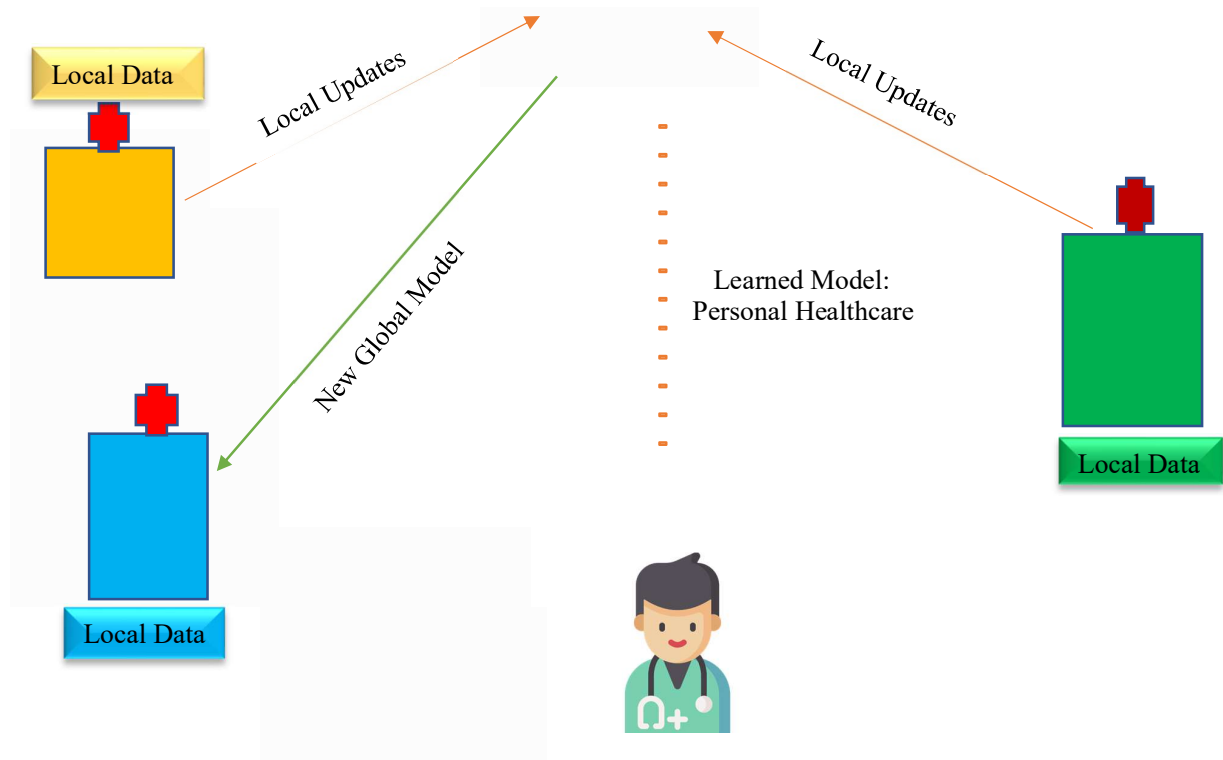 Local Data
Local Updates
Local Updates
New Global Model
Learned Model:
Personal Healthcare
Local Data
Local Data